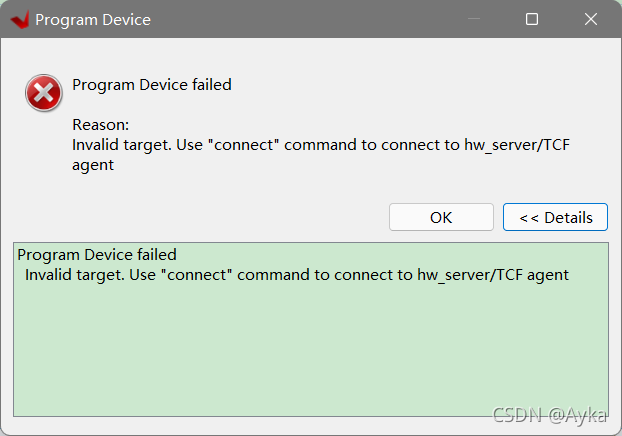 Program Device
Program Device failed
Reason:
Invalid target. Use "connect" command to connect to hw_server/TCF
agent
OK
<< Details
Program Device failed
Invalid target. Use "connect" command to connect to hw_server/TCF agent
CSDN @Ayka